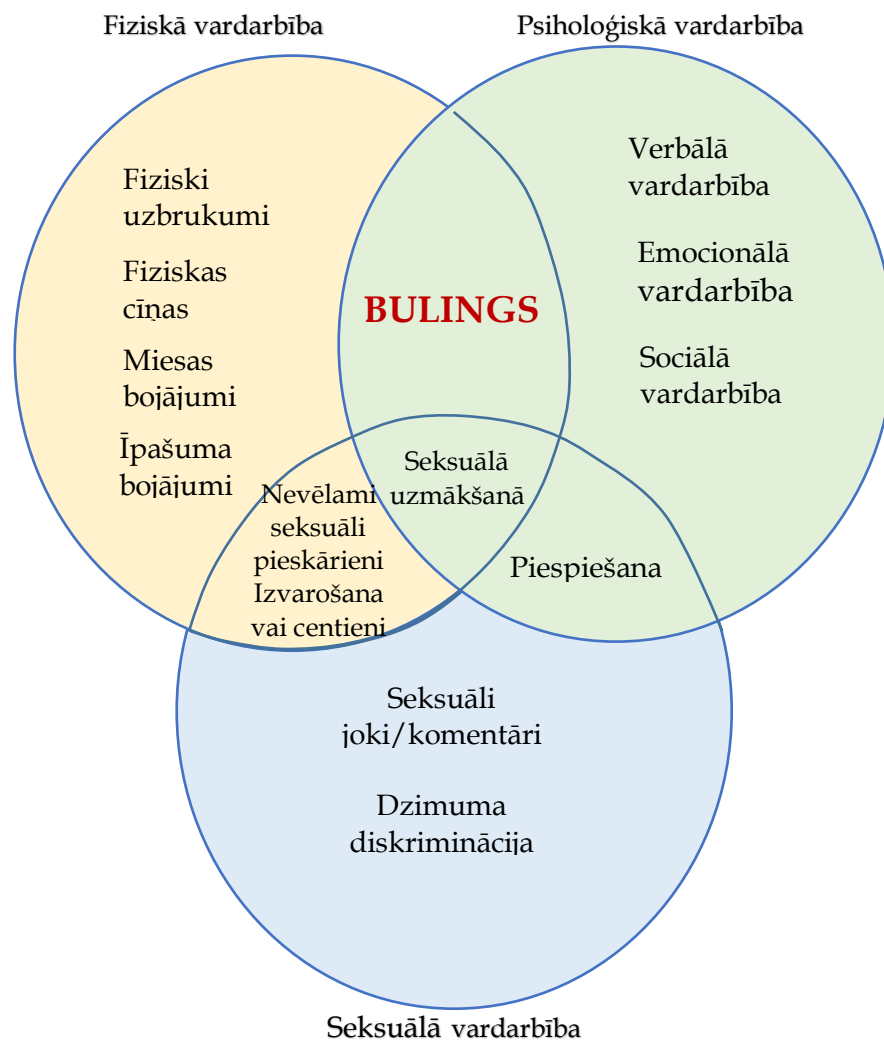 Fiziskā vardarbība
Psiholoģiskā vardarbība
Fiziski
uzbrukumi
Fiziskas
cīņas
Miesas
bojājumi
Īpašuma
bojājumi
BULINGS
Verbālā
vardarbība
Emocionālā
vardarbība
Sociālā
vardarbība
Nevēlami
seksuāli
pieskārieni
Izvarošana
vai centieni
Seksuālā
uzmākšanā
Piespiešana
Seksuāli
joki/komentāri
Dzimuma
diskriminācija
Seksuālā vardarbība